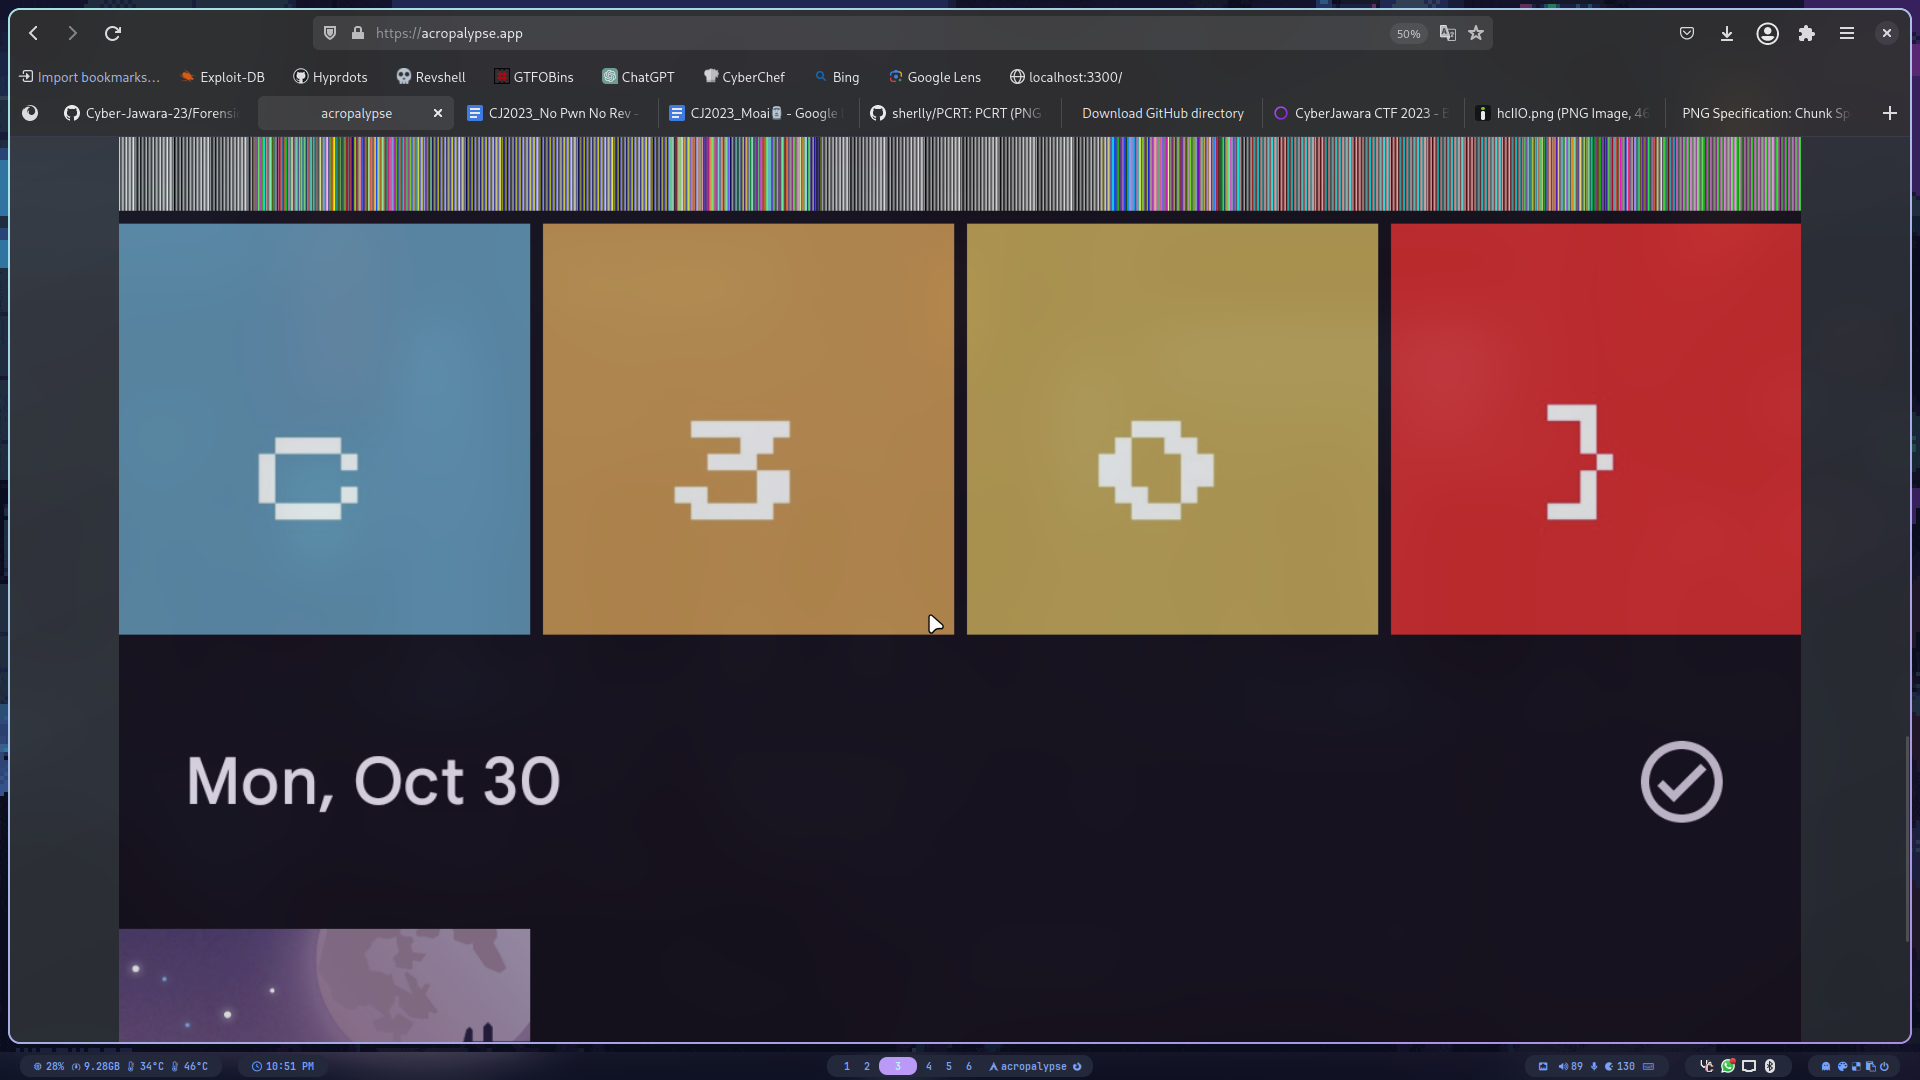 https://acropalypse.app
50%
Import bookmarks...
Exploit-DB
Hyprdots
Revshell
GTFOBins
ChatGPT
CyberChef
Bing
Google Lens
localhost:3300/
Cyber-Jawara-23/Forensi
acropalypse
CJ2023_No Pwn No Rev -
CJ2023_Moai🗿 - Google
sherlly/PCRT: PCRT (PNG
Download GitHub directory
CyberJawara CTF 2023 - E
hclIO.png (PNG Image, 46
PNG Specification: Chunk Sp
c 3 0 }
Mon, Oct 30
28% 9.28GB 34°C 46°C
10:51 PM
1 2 3 4 5 6 acropalypse
89 130